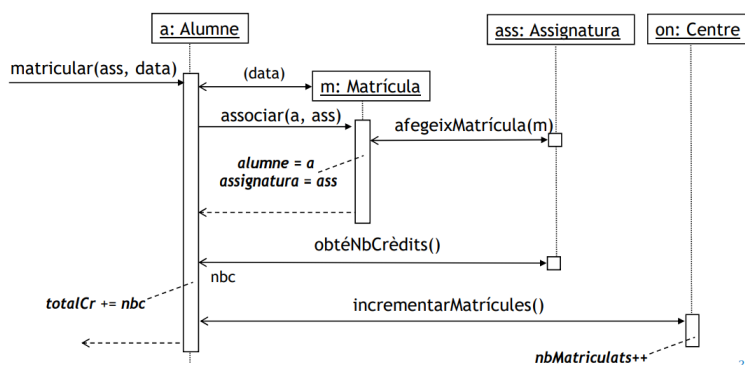 a: Alumne
ass: Assignatura
on: Centre
matricular(ass, data)
(data)
m: Matrícula
associar(a, ass)
afegeixMatrícula(m)
alumne = a
assignatura = ass
obtéNbCrèdits()
nbc
totalCr += nbc
incrementarMatrícules()
nbMatriculats++